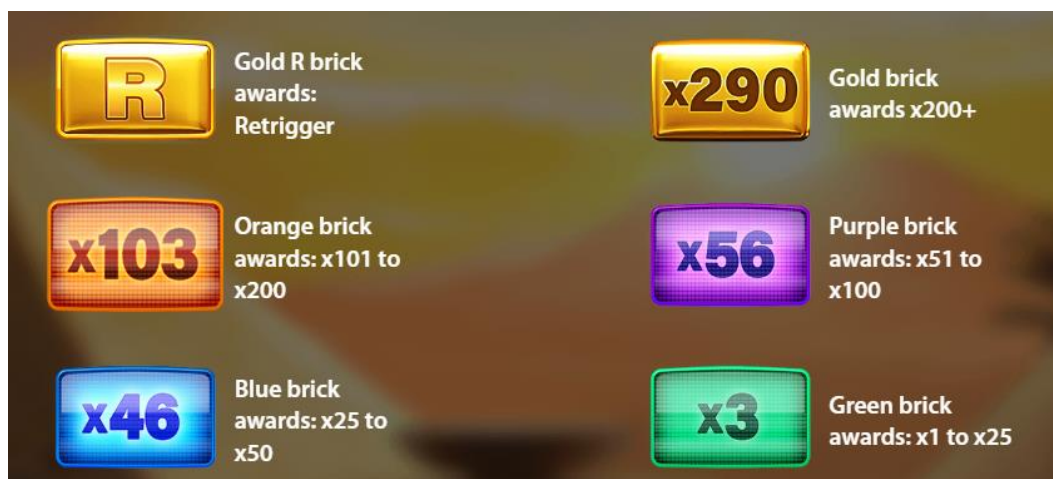 R
Gold R brick
awards:
Retrigger
x290
Gold brick
awards x200+
x103
Orange brick
awards: x101 to
x200
x56
Purple brick
awards: x51 to
x100
x46
Blue brick
awards: x25 to
x50
x3
Green brick
awards: x1 to x25